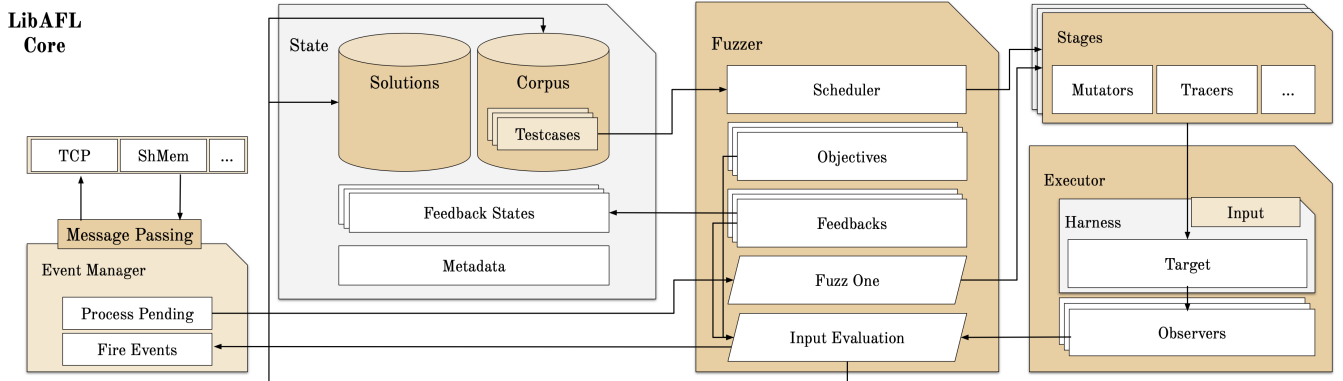 LibAFL
Core
State
Solutions
Corpus
Testcases
Feedback States
Metadata
TCP
ShMem
...
Message Passing
Event Manager
Process Pending
Fire Events
Fuzzer
Scheduler
Objectives
Feedbacks
Fuzz One
Input Evaluation
Stages
Mutators
Tracers
...
Executor
Input
Harness
Target
Observers